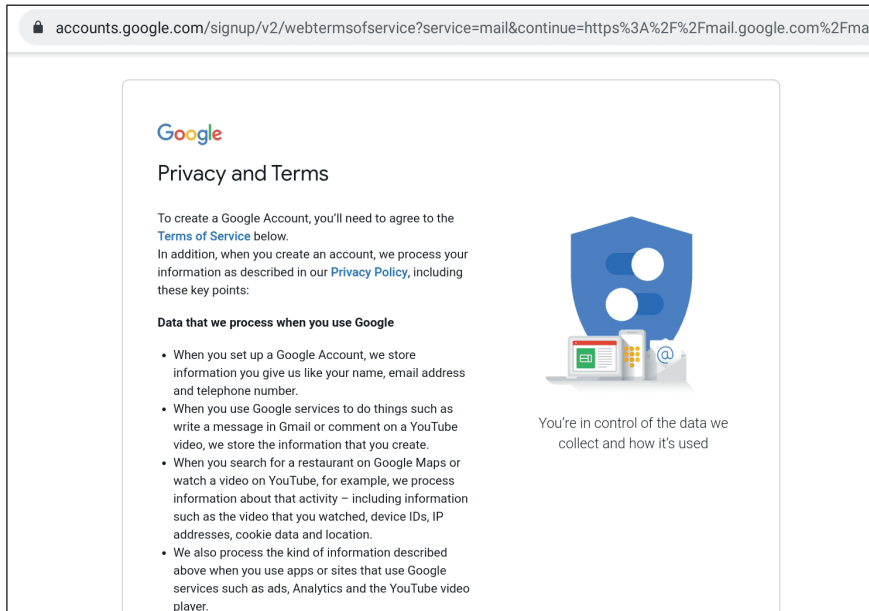 accounts.google.com/signup/v2/webtermsofservice?service=mail&continue=https%3A%2F%2Fmail.google.com%2Fma
Google
Privacy and Terms
To create a Google Account, you'll need to agree to the
Terms of Service below.
In addition, when you create an account, we process your
information as described in our Privacy Policy, including
these key points:
Data that we process when you use Google
• When you set up a Google Account, we store
information you give us like your name, email address
and telephone number.
• When you use Google services to do things such as
write a message in Gmail or comment on a YouTube
video, we store the information that you create.
• When you search for a restaurant on Google Maps or
watch a video on YouTube, for example, we process
information about that activity – including information
such as the video that you watched, device IDs, IP
addresses, cookie data and location.
• We also process the kind of information described
above when you use apps or sites that use Google
services such as ads, Analytics and the YouTube video
player.
@
You're in control of the data we
collect and how it's used